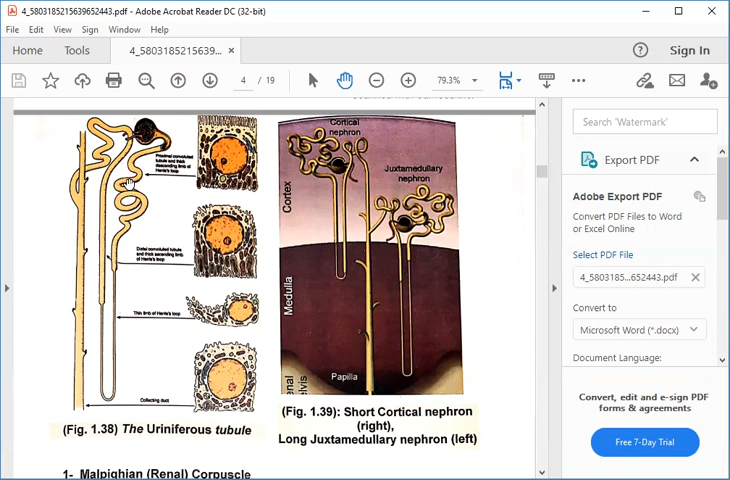 4_5803185215639652443.pdf - Adobe Acrobat Reader DC (32-bit)
File Edit View Sign Window Help
Home Tools 4_5803185215639... × Sign In
4 / 19 79.3%
Cortical
nephron
Juxtamedullary
nephron
Cortex
Medulla
Papilla
Proximal convoluted
tubule and thick
descending limb of
Henle's loop
Distal convoluted tubule
and thick ascending limb
of Henle's loop
Thin limb of Henle's loop
Collecting duct
(Fig. 1.38) The Uriniferous tubule
(Fig. 1.39): Short Cortical nephron
(right),
Long Juxtamedullary nephron (left)
1- Malpighian (Renal) Corpuscle
Search 'Watermark'
Export PDF
Adobe Export PDF
Convert PDF Files to Word
or Excel Online
Select PDF File
4_5803185...652443.pdf ×
Convert to
Microsoft Word (*.docx)
Document Language:
Convert, edit and e-sign PDF
forms & agreements
Free 7-Day Trial